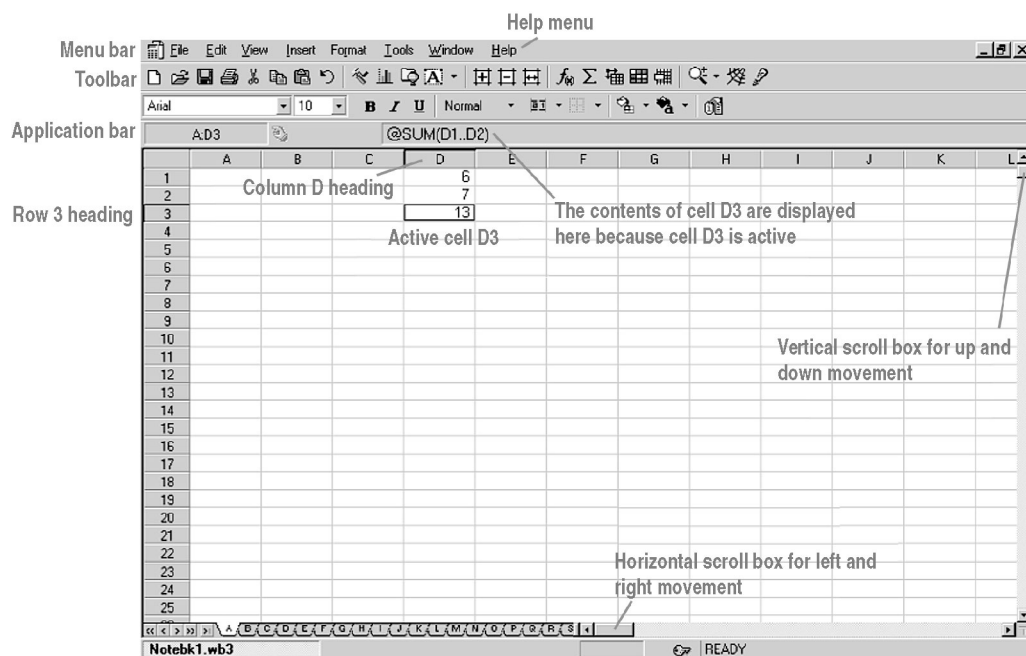 Help menu
Menu bar
File Edit View Insert Format Tools Window Help
Toolbar
Arial 10 B I U Normal
Application bar
A:D3 @SUM(D1..D2)
A B C D E F G H I J K L
1 6
Column D heading
2 7
Row 3 heading
3 13
The contents of cell D3 are displayed
here because cell D3 is active
Active cell D3
4
5
6
7
8
9
10
11
12
13
14
15
16
17
18
19
20
21
22
23
24
25
Vertical scroll box for up and
down movement
Horizontal scroll box for left and
right movement
A B C D E F G H I J K L M N O P Q R S
Notebk1.wb3 READY